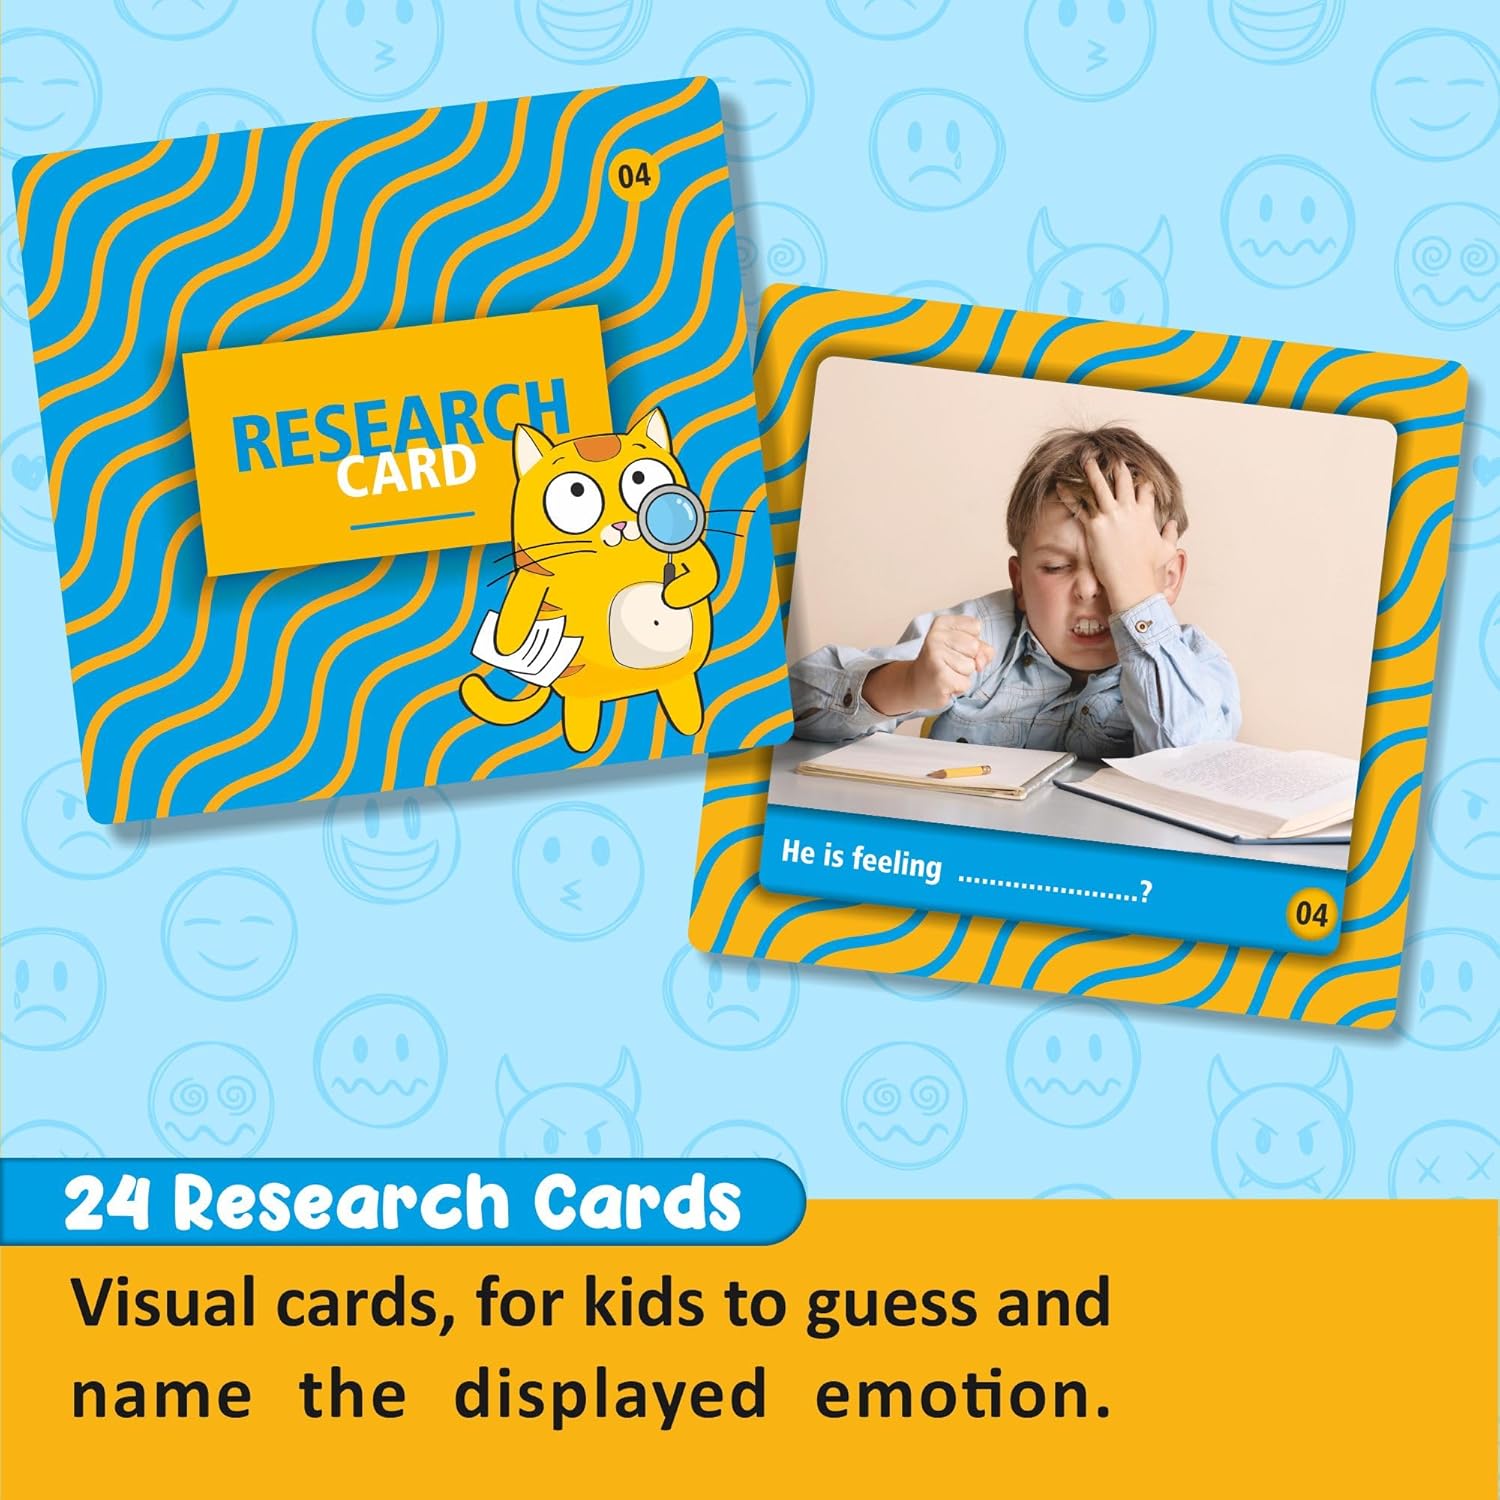 04
RESEARCH
CARD
He is feeling .......................?
04
24 Research Cards
Visual cards, for kids to guess and
name the displayed emotion.